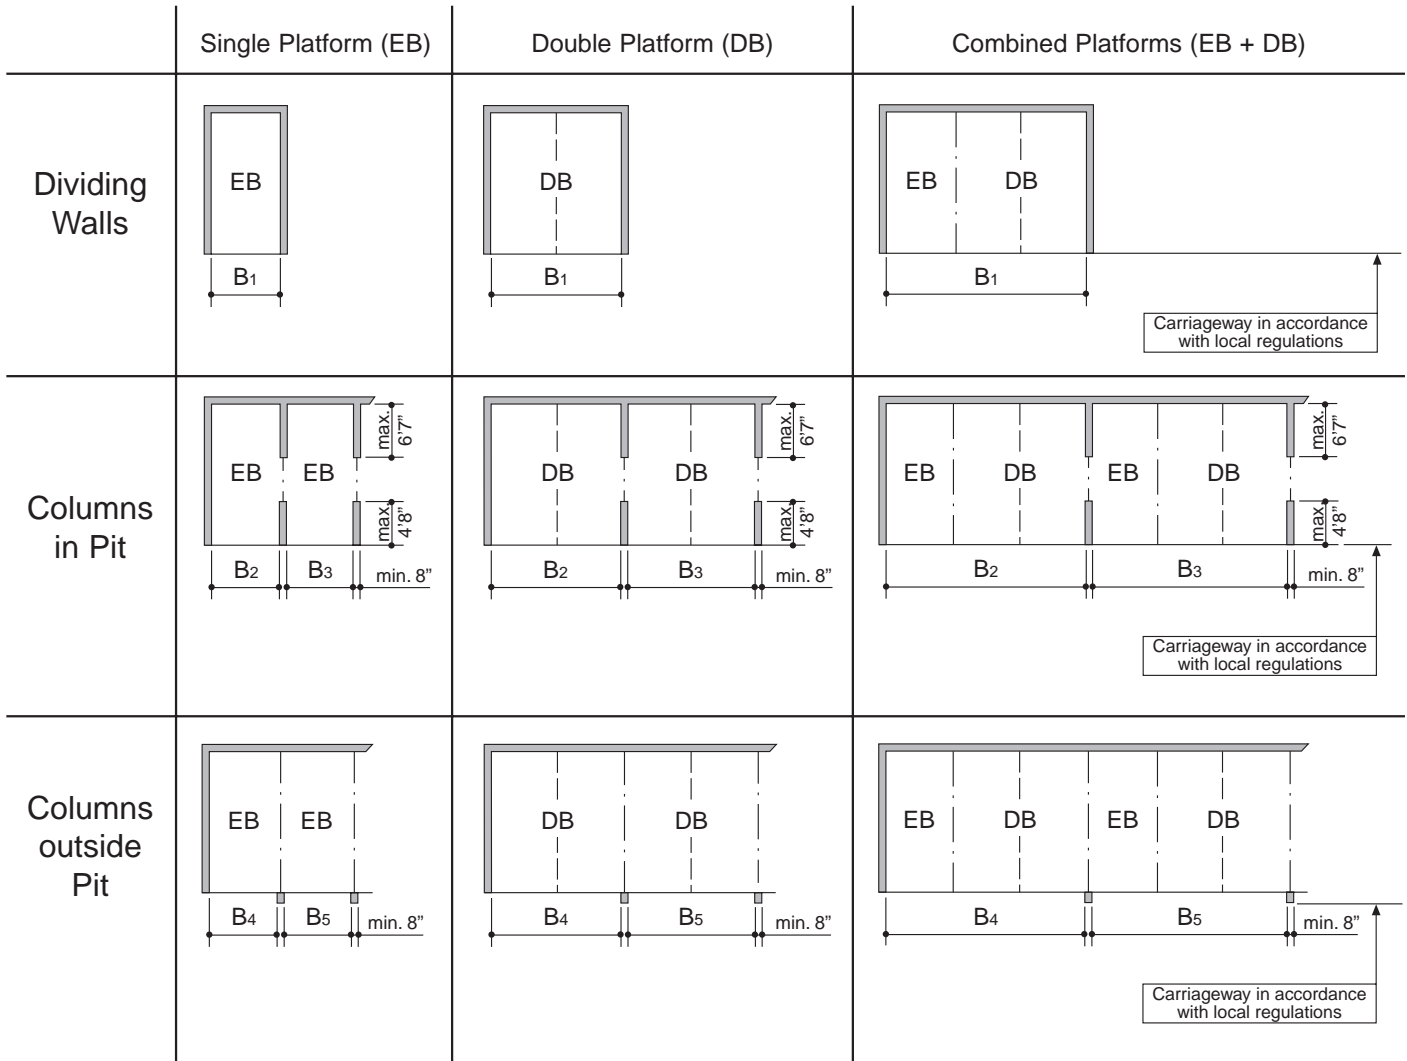 Single Platform (EB)
Double Platform (DB)
Combined Platforms (EB + DB)
Dividing
Walls
EB
B1
DB
B1
EB
DB
B1
Carriageway in accordance
with local regulations
Columns
in Pit
EB
EB
max.
6’7”
max.
4’8”
B2
B3
min. 8”
DB
DB
max.
6’7”
max.
4’8”
B2
B3
min. 8”
EB
DB
EB
DB
max.
6’7”
max.
4’8”
B2
B3
min. 8”
Carriageway in accordance
with local regulations
Columns
outside
Pit
EB
EB
B4
B5
min. 8”
DB
DB
B4
B5
min. 8”
EB
DB
EB
DB
B4
B5
min. 8”
Carriageway in accordance
with local regulations